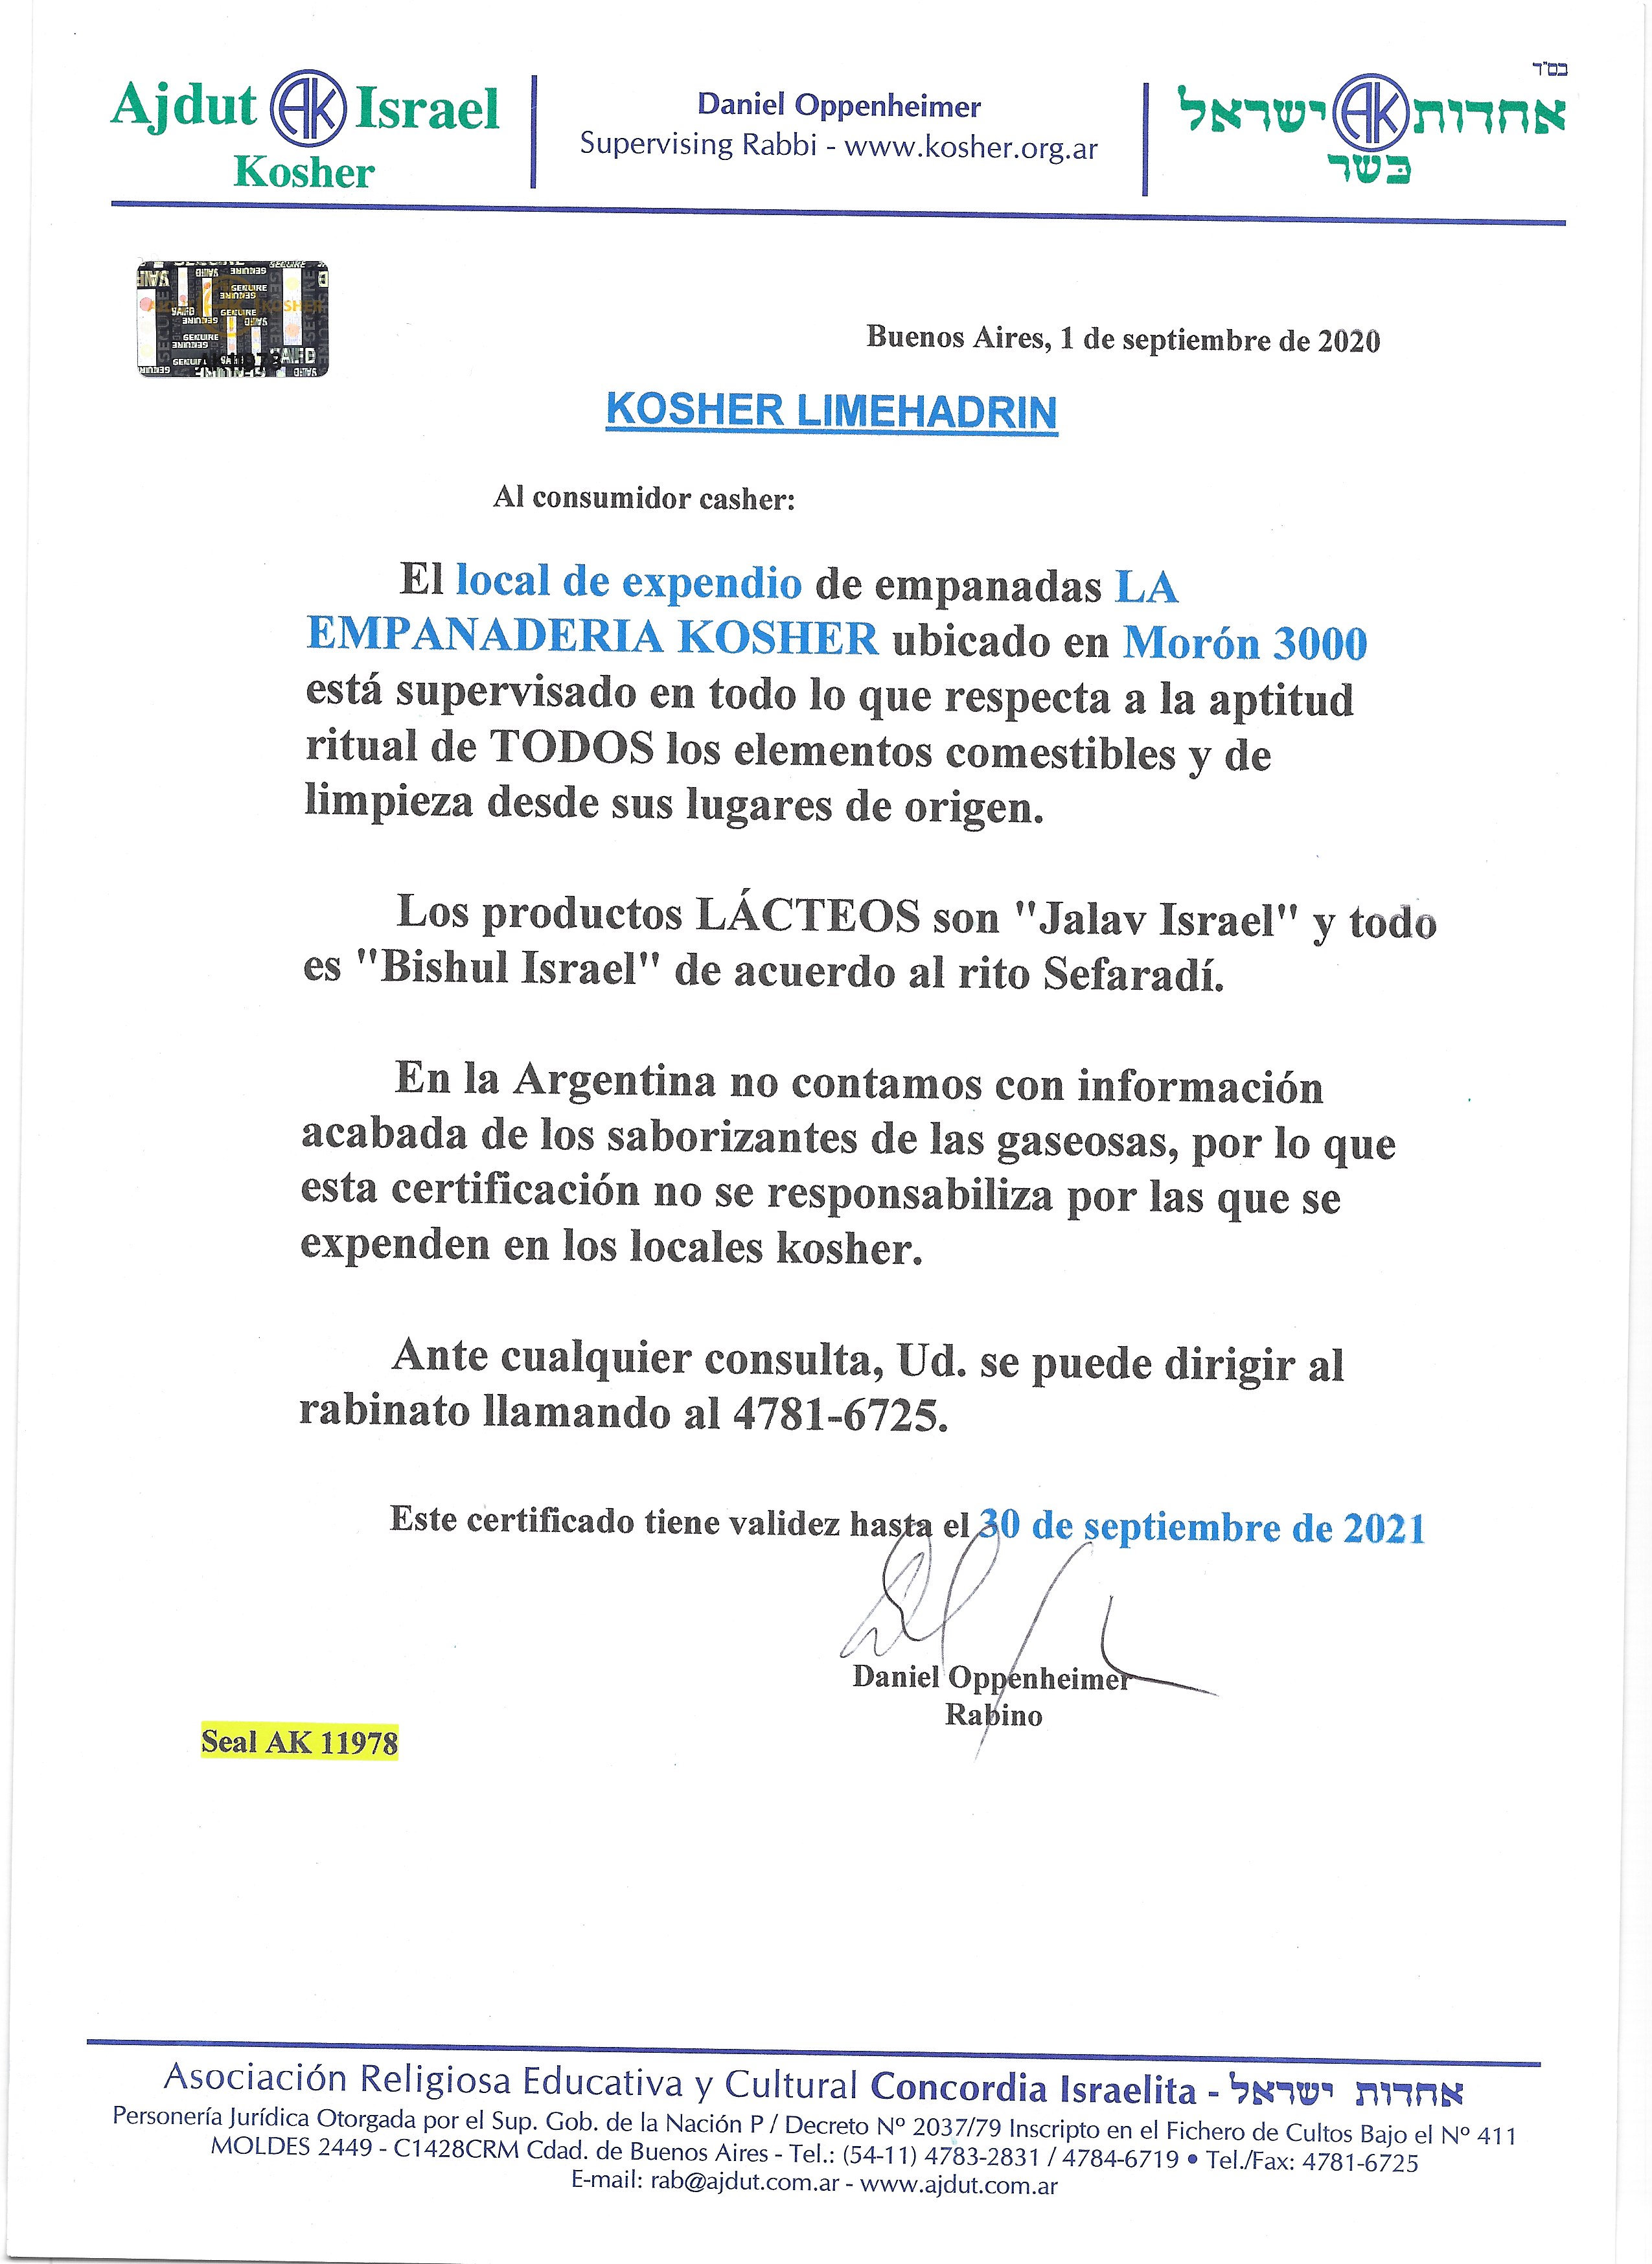 בס"ד
Ajdut AK Israel
Kosher
Daniel Oppenheimer
Supervising Rabbi - www.kosher.org.ar
אחדות AK ישראל
כשר
AK11978
Buenos Aires, 1 de septiembre de 2020
KOSHER LIMEHADRIN
Al consumidor casher:
El local de expendio de empanadas LA
EMPANADERIA KOSHER ubicado en Morón 3000
está supervisado en todo lo que respecta a la aptitud
ritual de TODOS los elementos comestibles y de
limpieza desde sus lugares de origen.
Los productos LÁCTEOS son "Jalav Israel" y todo
es "Bishul Israel" de acuerdo al rito Sefaradí.
En la Argentina no contamos con información
acabada de los saborizantes de las gaseosas, por lo que
esta certificación no se responsabiliza por las que se
expenden en los locales kosher.
Ante cualquier consulta, Ud. se puede dirigir al
rabinato llamando al 4781-6725.
Este certificado tiene validez hasta el 30 de septiembre de 2021
Daniel Oppenheimer
Rabino
Seal AK 11978
Asociación Religiosa Educativa y Cultural Concordia Israelita - אחדות ישראל
Personería Jurídica Otorgada por el Sup. Gob. de la Nación P / Decreto Nº 2037/79 Inscripto en el Fichero de Cultos Bajo el Nº 411
MOLDES 2449 - C1428CRM Cdad. de Buenos Aires - Tel.: (54-11) 4783-2831 / 4784-6719 • Tel./Fax: 4781-6725
E-mail: rab@ajdut.com.ar - www.ajdut.com.ar